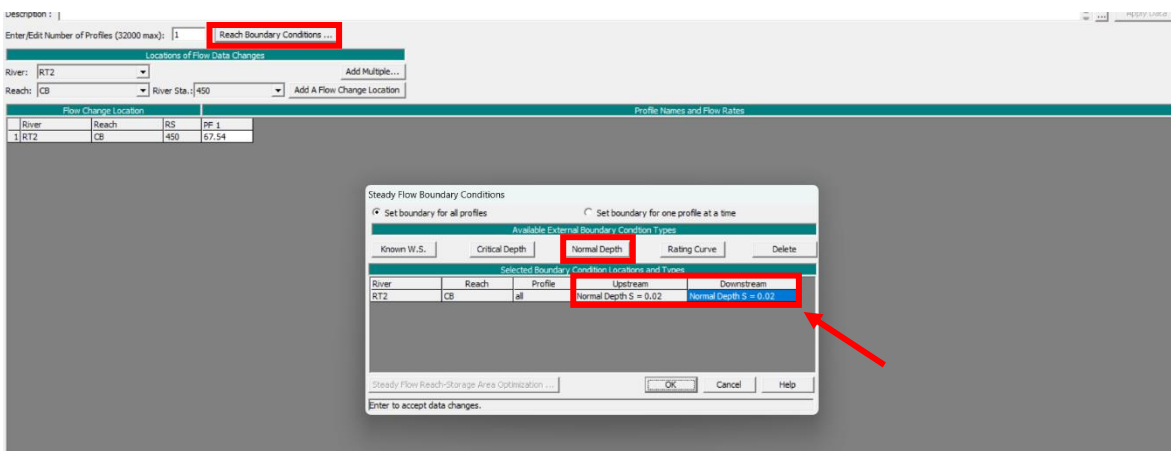 Description :
... Apply Data
Enter/Edit Number of Profiles (32000 max): 1 Reach Boundary Conditions ...
Locations of Flow Data Changes
River: RT2 Add Multiple...
Reach: CB River Sta.: 450 Add A Flow Change Location
Flow Change Location Profile Names and Flow Rates
River Reach RS PF 1
1 RT2 CB 450 67.54
Steady Flow Boundary Conditions
Set boundary for all profiles Set boundary for one profile at a time
Available External Boundary Condtion Types
Known W.S. Critical Depth Normal Depth Rating Curve Delete
Selected Boundary Condition Locations and Types
River Reach Profile Upstream Downstream
RT2 CB all Normal Depth S = 0.02 Normal Depth S = 0.02
Steady Flow Reach-Storage Area Optimization ... OK Cancel Help
Enter to accept data changes.